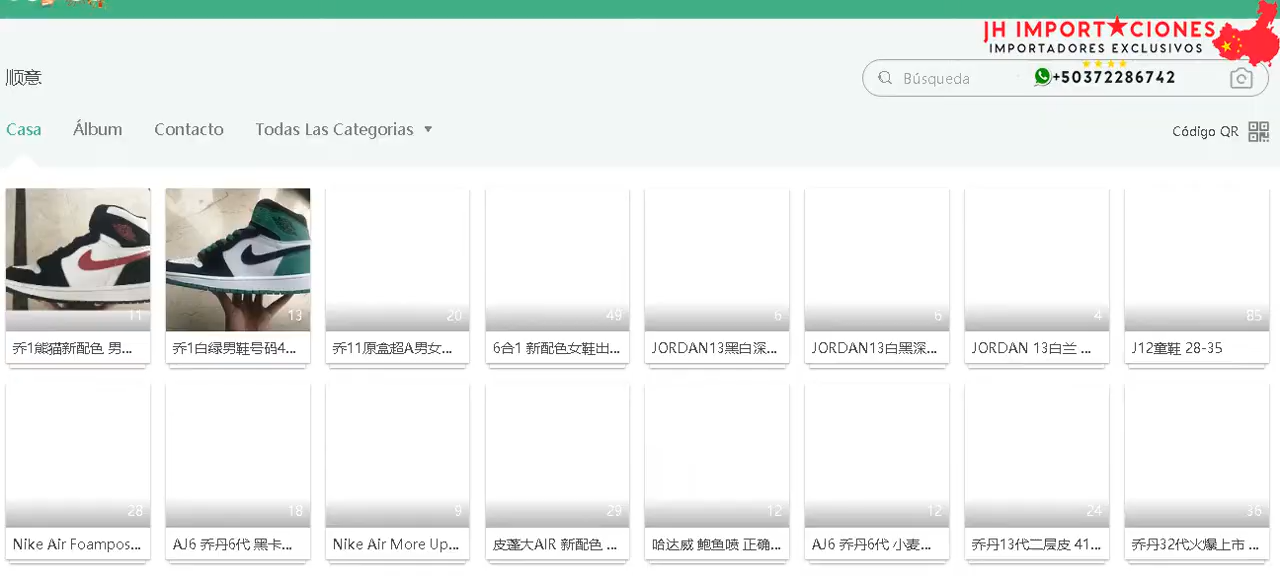 JH IMPORT★CIONES
IMPORTADORES EXCLUSIVOS
顺意
Búsqueda
+50372286742
Casa
Álbum
Contacto
Todas Las Categorias
Código QR
11
13
20
49
6
6
4
85
乔1熊猫新配色 男...
乔1白绿男鞋号码4...
乔11原盒超A男女...
6合1 新配色女鞋出...
JORDAN13黑白深...
JORDAN13白黑深...
JORDAN 13白兰 ...
J12童鞋 28-35
28
18
9
29
12
12
24
36
Nike Air Foampos...
AJ6 乔丹6代 黑卡...
Nike Air More Up...
皮蓬大AIR 新配色 ...
哈达威 鲍鱼喷 正确...
AJ6 乔丹6代 小麦...
乔丹13代二层皮 41...
乔丹32代火爆上市 ...